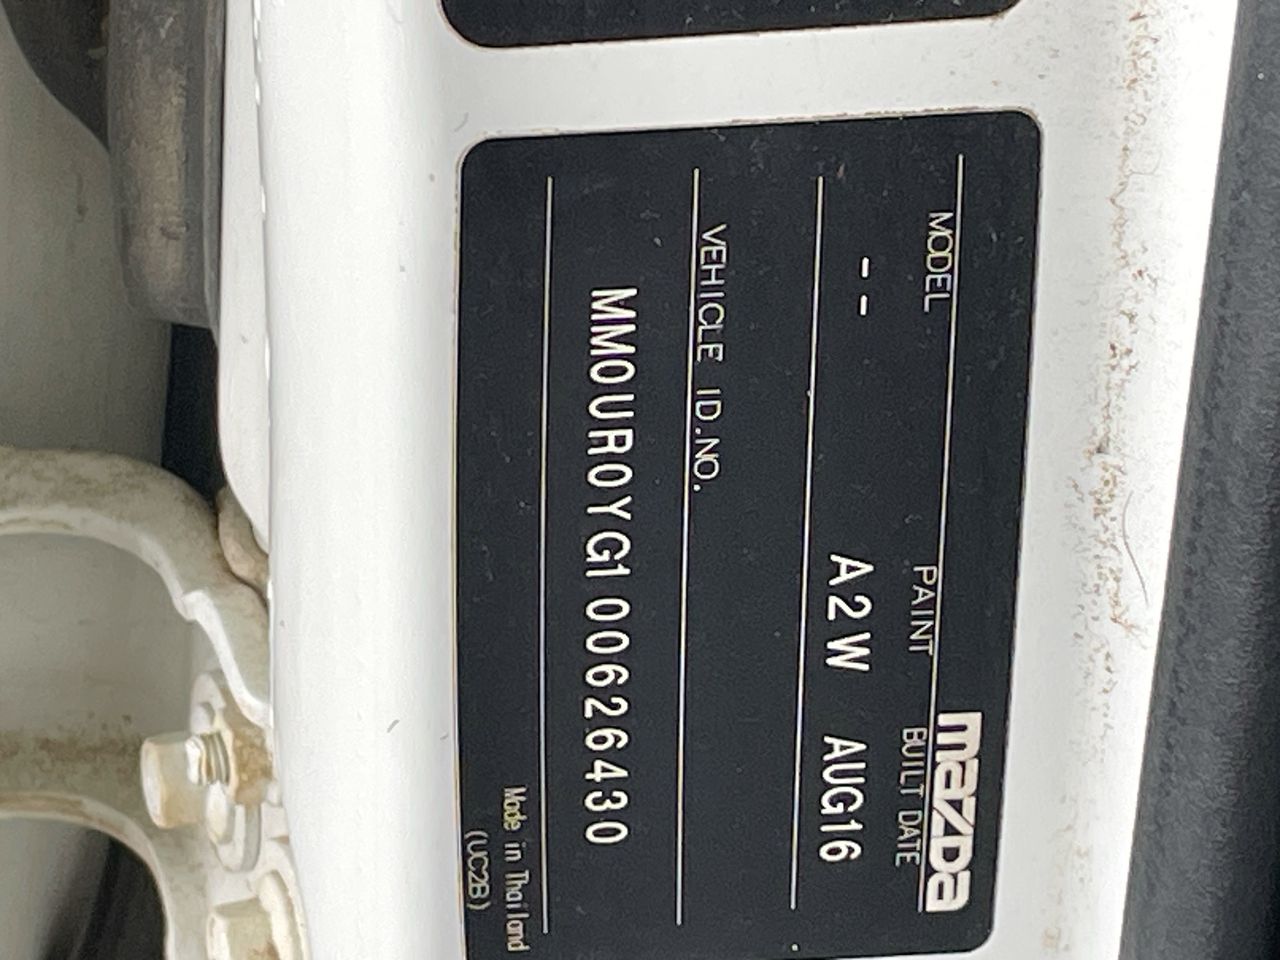 mazda
MODEL PAINT BUILT DATE
-- A2W AUG16
VEHICLE ID.NO.
MM0UR0YG100626430
Made in Thailand
(UC2B)